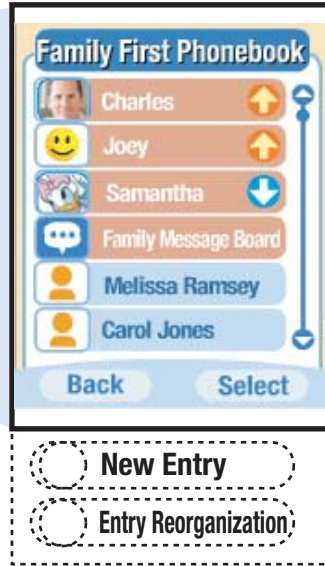 Family First Phonebook
Charles
Joey
Samantha
Family Message Board
Melissa Ramsey
Carol Jones
Back Select
New Entry
Entry Reorganization